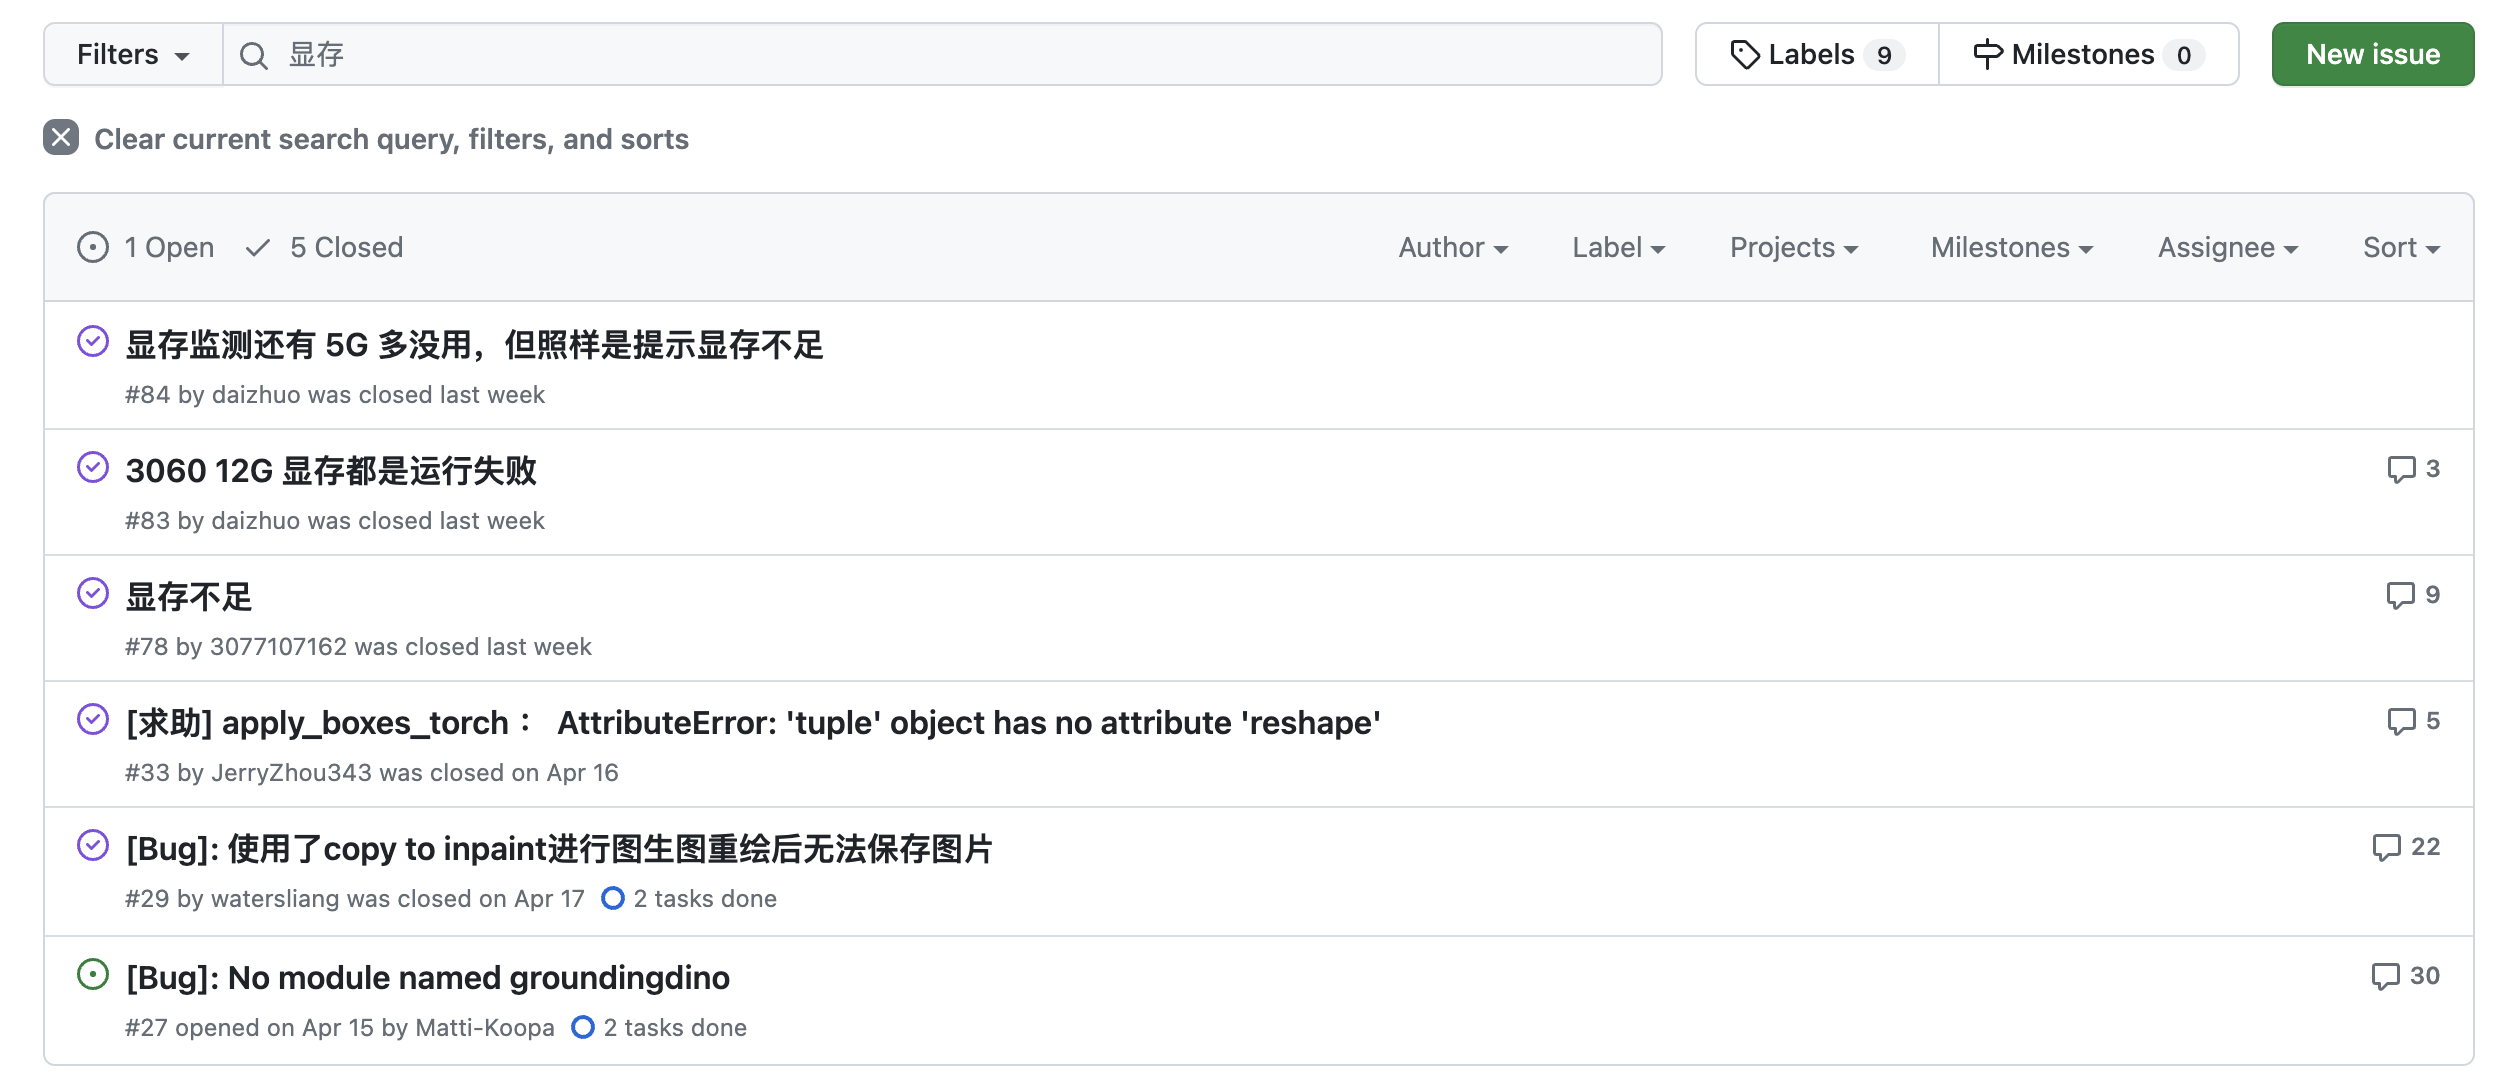 Filters 显存 Labels 9 Milestones 0 New issue
Clear current search query, filters, and sorts
1 Open 5 Closed Author Label Projects Milestones Assignee Sort
显存监测还有 5G 多没用，但照样是提示显存不足
#84 by daizhuo was closed last week
3060 12G 显存都是运行失败 3
#83 by daizhuo was closed last week
显存不足 9
#78 by 3077107162 was closed last week
[求助] apply_boxes_torch： AttributeError: 'tuple' object has no attribute 'reshape' 5
#33 by JerryZhou343 was closed on Apr 16
[Bug]: 使用了copy to inpaint进行图生图重绘后无法保存图片 22
#29 by watersliang was closed on Apr 17 2 tasks done
[Bug]: No module named groundingdino 30
#27 opened on Apr 15 by Matti-Koopa 2 tasks done